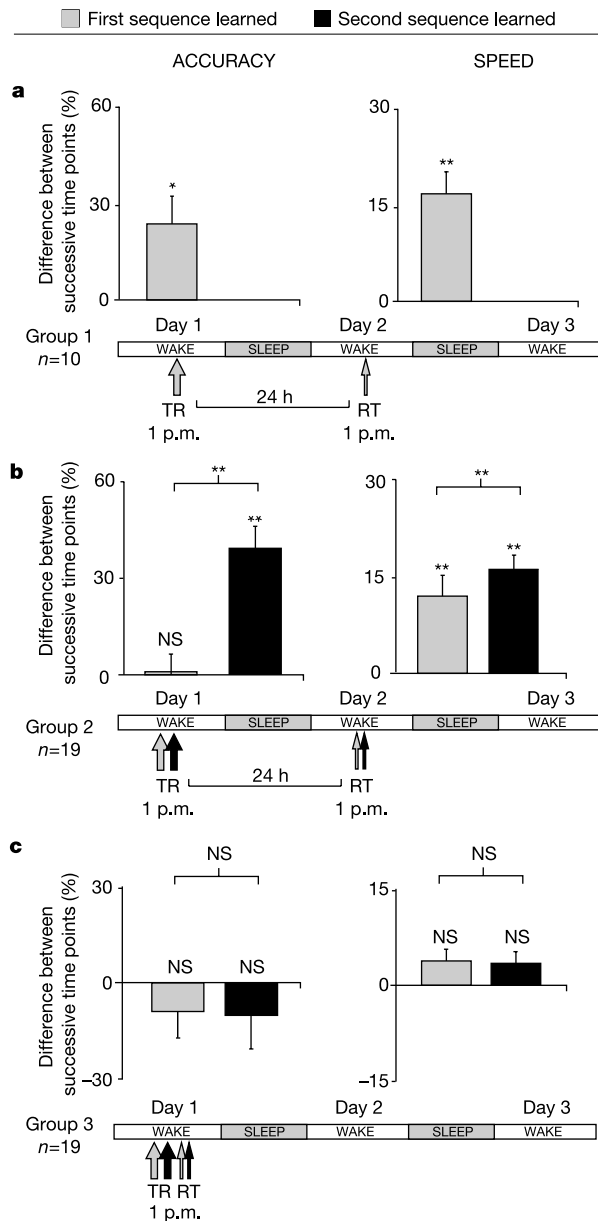 First sequence learned Second sequence learned
ACCURACY SPEED
a
Difference between
successive time points (%)
60
30
0
*
30
15
0
**
Group 1
n=10
Day 1 Day 2 Day 3
WAKE SLEEP WAKE SLEEP WAKE
24 h
TR RT
1 p.m. 1 p.m.
b
Difference between
successive time points (%)
60
30
0
**
NS **
30
15
0
**
** **
Group 2
n=19
Day 1 Day 2 Day 3
WAKE SLEEP WAKE SLEEP WAKE
24 h
TR RT
1 p.m. 1 p.m.
c
Difference between
successive time points (%)
30
0
–30
NS
NS NS
15
0
–15
NS
NS NS
Group 3
n=19
Day 1 Day 2 Day 3
WAKE SLEEP WAKE SLEEP WAKE
TR RT
1 p.m.